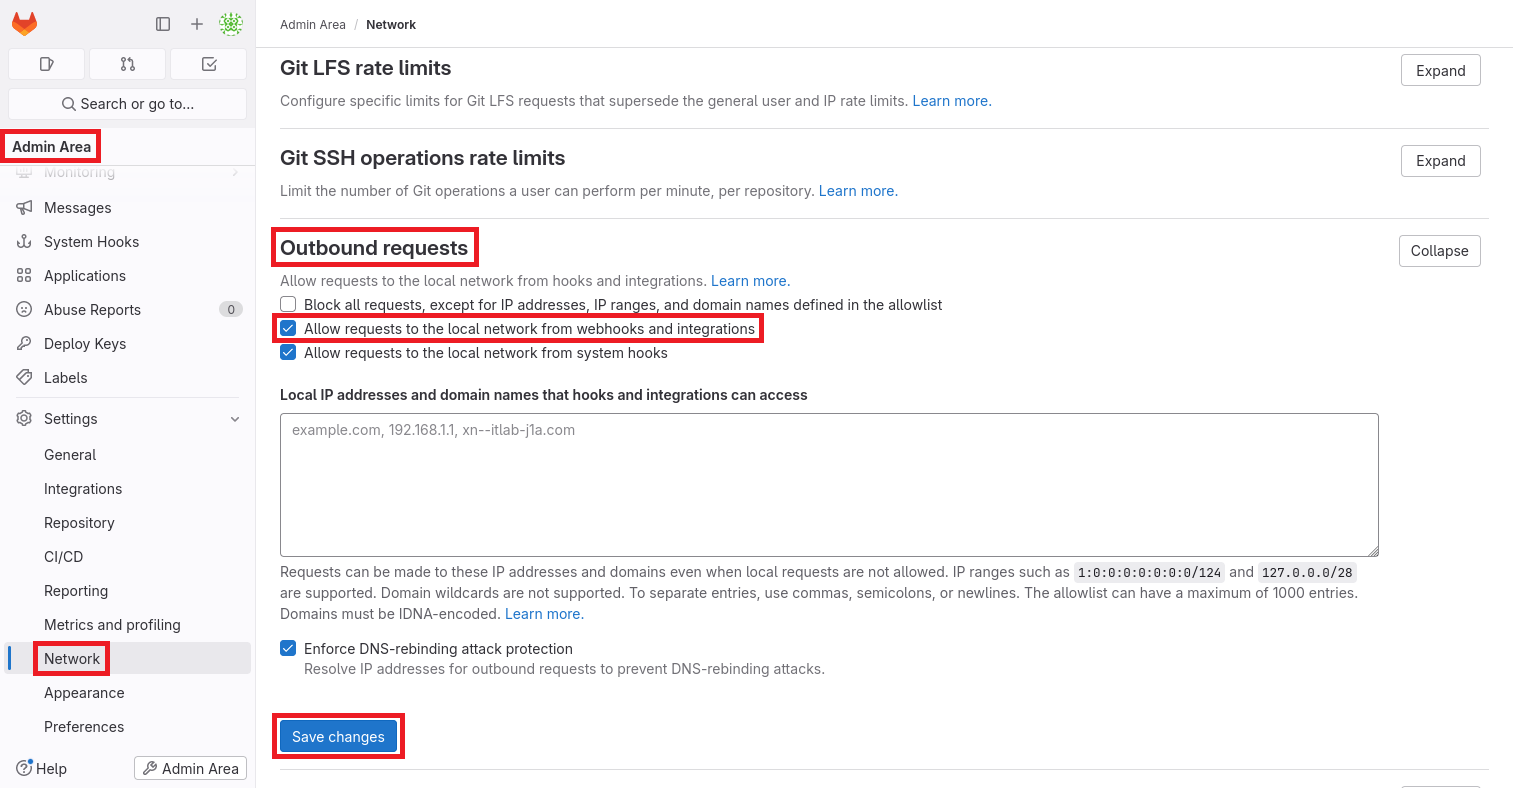 Admin Area / Network
Search or go to...
Admin Area
Monitoring
Messages
System Hooks
Applications
Abuse Reports 0
Deploy Keys
Labels
Settings
General
Integrations
Repository
CI/CD
Reporting
Metrics and profiling
Network
Appearance
Preferences
Help
Admin Area
Git LFS rate limits
Expand
Configure specific limits for Git LFS requests that supersede the general user and IP rate limits. Learn more.
Git SSH operations rate limits
Expand
Limit the number of Git operations a user can perform per minute, per repository. Learn more.
Outbound requests
Collapse
Allow requests to the local network from hooks and integrations. Learn more.
Block all requests, except for IP addresses, IP ranges, and domain names defined in the allowlist
Allow requests to the local network from webhooks and integrations
Allow requests to the local network from system hooks
Local IP addresses and domain names that hooks and integrations can access
example.com, 192.168.1.1, xn--itlab-j1a.com
Requests can be made to these IP addresses and domains even when local requests are not allowed. IP ranges such as 1:0:0:0:0:0:0:0/124 and 127.0.0.0/28
are supported. Domain wildcards are not supported. To separate entries, use commas, semicolons, or newlines. The allowlist can have a maximum of 1000 entries.
Domains must be IDNA-encoded. Learn more.
Enforce DNS-rebinding attack protection
Resolve IP addresses for outbound requests to prevent DNS-rebinding attacks.
Save changes